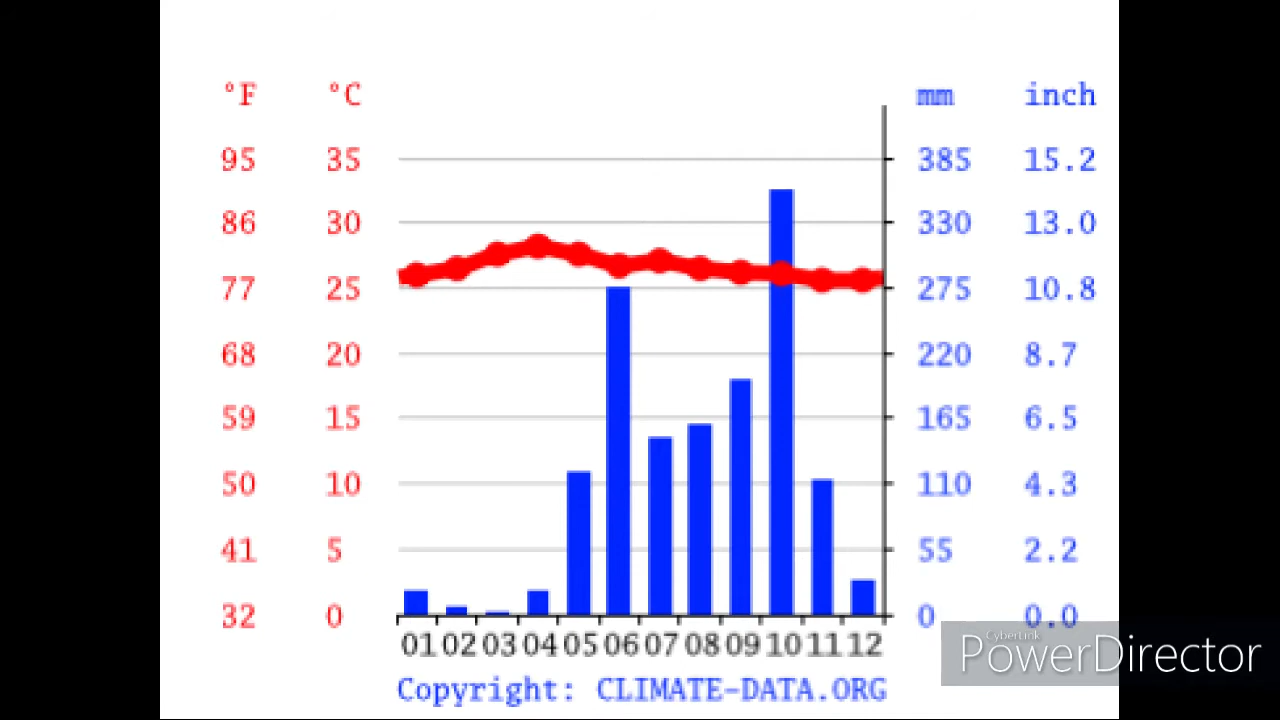 °F °C mm inch
95 35 385 15.2
86 30 330 13.0
77 25 275 10.8
68 20 220 8.7
59 15 165 6.5
50 10 110 4.3
41 5 55 2.2
32 0 0 0.0
01 02 03 04 05 06 07 08 09 10 11 12
CyberLink
PowerDirector
Copyright: CLIMATE-DATA.ORG